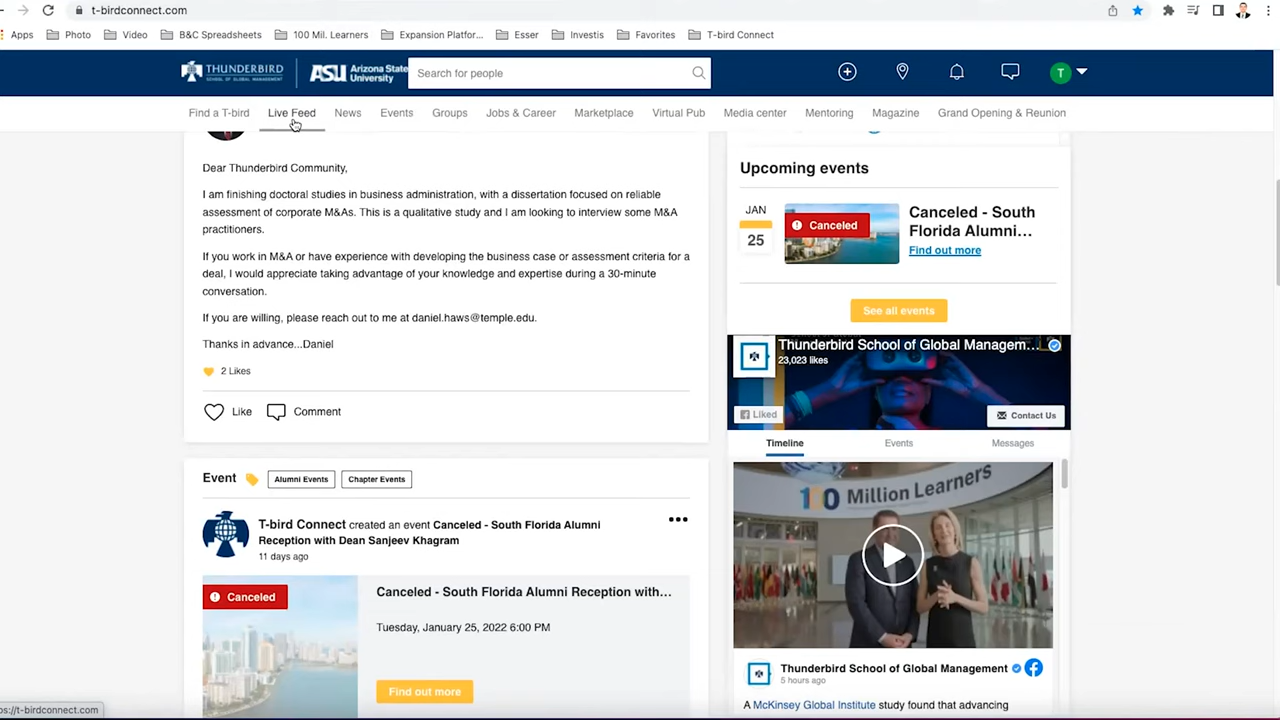 t-birdconnect.com
Apps Photo Video B&C Spreadsheets 100 Mil. Learners Expansion Platfor... Esser Investis Favorites T-bird Connect
THUNDERBIRD
SCHOOL OF GLOBAL MANAGEMENT
ASU Arizona State University
Search for people
T
Find a T-bird Live Feed News Events Groups Jobs & Career Marketplace Virtual Pub Media center Mentoring Magazine Grand Opening & Reunion
Dear Thunderbird Community,
I am finishing doctoral studies in business administration, with a dissertation focused on reliable
assessment of corporate M&As. This is a qualitative study and I am looking to interview some M&A
practitioners.
If you work in M&A or have experience with developing the business case or assessment criteria for a
deal, I would appreciate taking advantage of your knowledge and expertise during a 30-minute
conversation.
If you are willing, please reach out to me at daniel.haws@temple.edu.
Thanks in advance...Daniel
2 Likes
Like Comment
Event Alumni Events Chapter Events
T-bird Connect created an event Canceled - South Florida Alumni
Reception with Dean Sanjeev Khagram
11 days ago
Canceled
Canceled - South Florida Alumni Reception with...
Tuesday, January 25, 2022 6:00 PM
Find out more
Upcoming events
JAN
25
Canceled
Canceled - South
Florida Alumni...
Find out more
See all events
Thunderbird School of Global Managem...
23,023 likes
Liked
Contact Us
Timeline Events Messages
100 Million Learners
Thunderbird School of Global Management
5 hours ago
A McKinsey Global Institute study found that advancing
ps://t-birdconnect.com